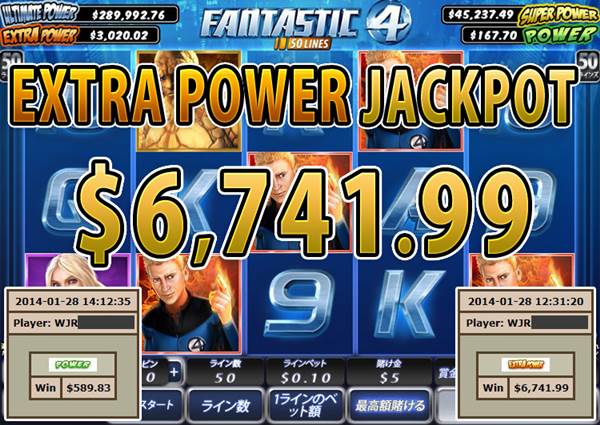 ULTIMATE POWER $289,992.76
EXTRA POWER $3,020.02
FANTASTIC 4
50 LINES
$45,237.49 SUPER POWER
$167.70 POWER
50
50
EXTRA POWER JACKPOT
$6,741.99
9 K
2014-01-28 14:12:35
Player: WJR
POWER
Win $589.83
2014-01-28 12:31:20
Player: WJR
EXTRA POWER
Win $6,741.99
ライン数
ラインベット
賭け金
賞金
0 +
50
$0.10
$5
スタート
ライン数
1ラインのベット額
最高額賭ける